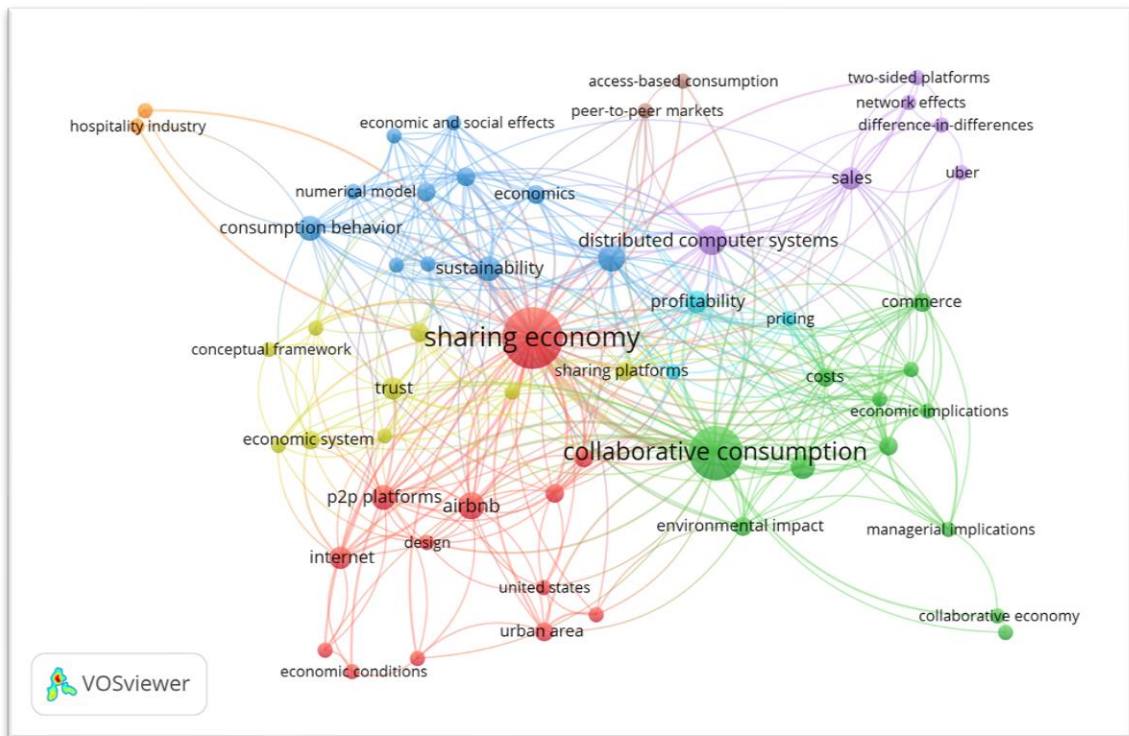 access-based consumption
two-sided platforms
peer-to-peer markets
network effects
hospitality industry
economic and social effects
difference-in-differences
sales
uber
numerical model
economics
consumption behavior
distributed computer systems
sustainability
profitability
commerce
pricing
sharing economy
conceptual framework
sharing platforms
costs
trust
economic implications
economic system
collaborative consumption
p2p platforms
airbnb
environmental impact
managerial implications
design
internet
united states
collaborative economy
urban area
economic conditions
VOSviewer